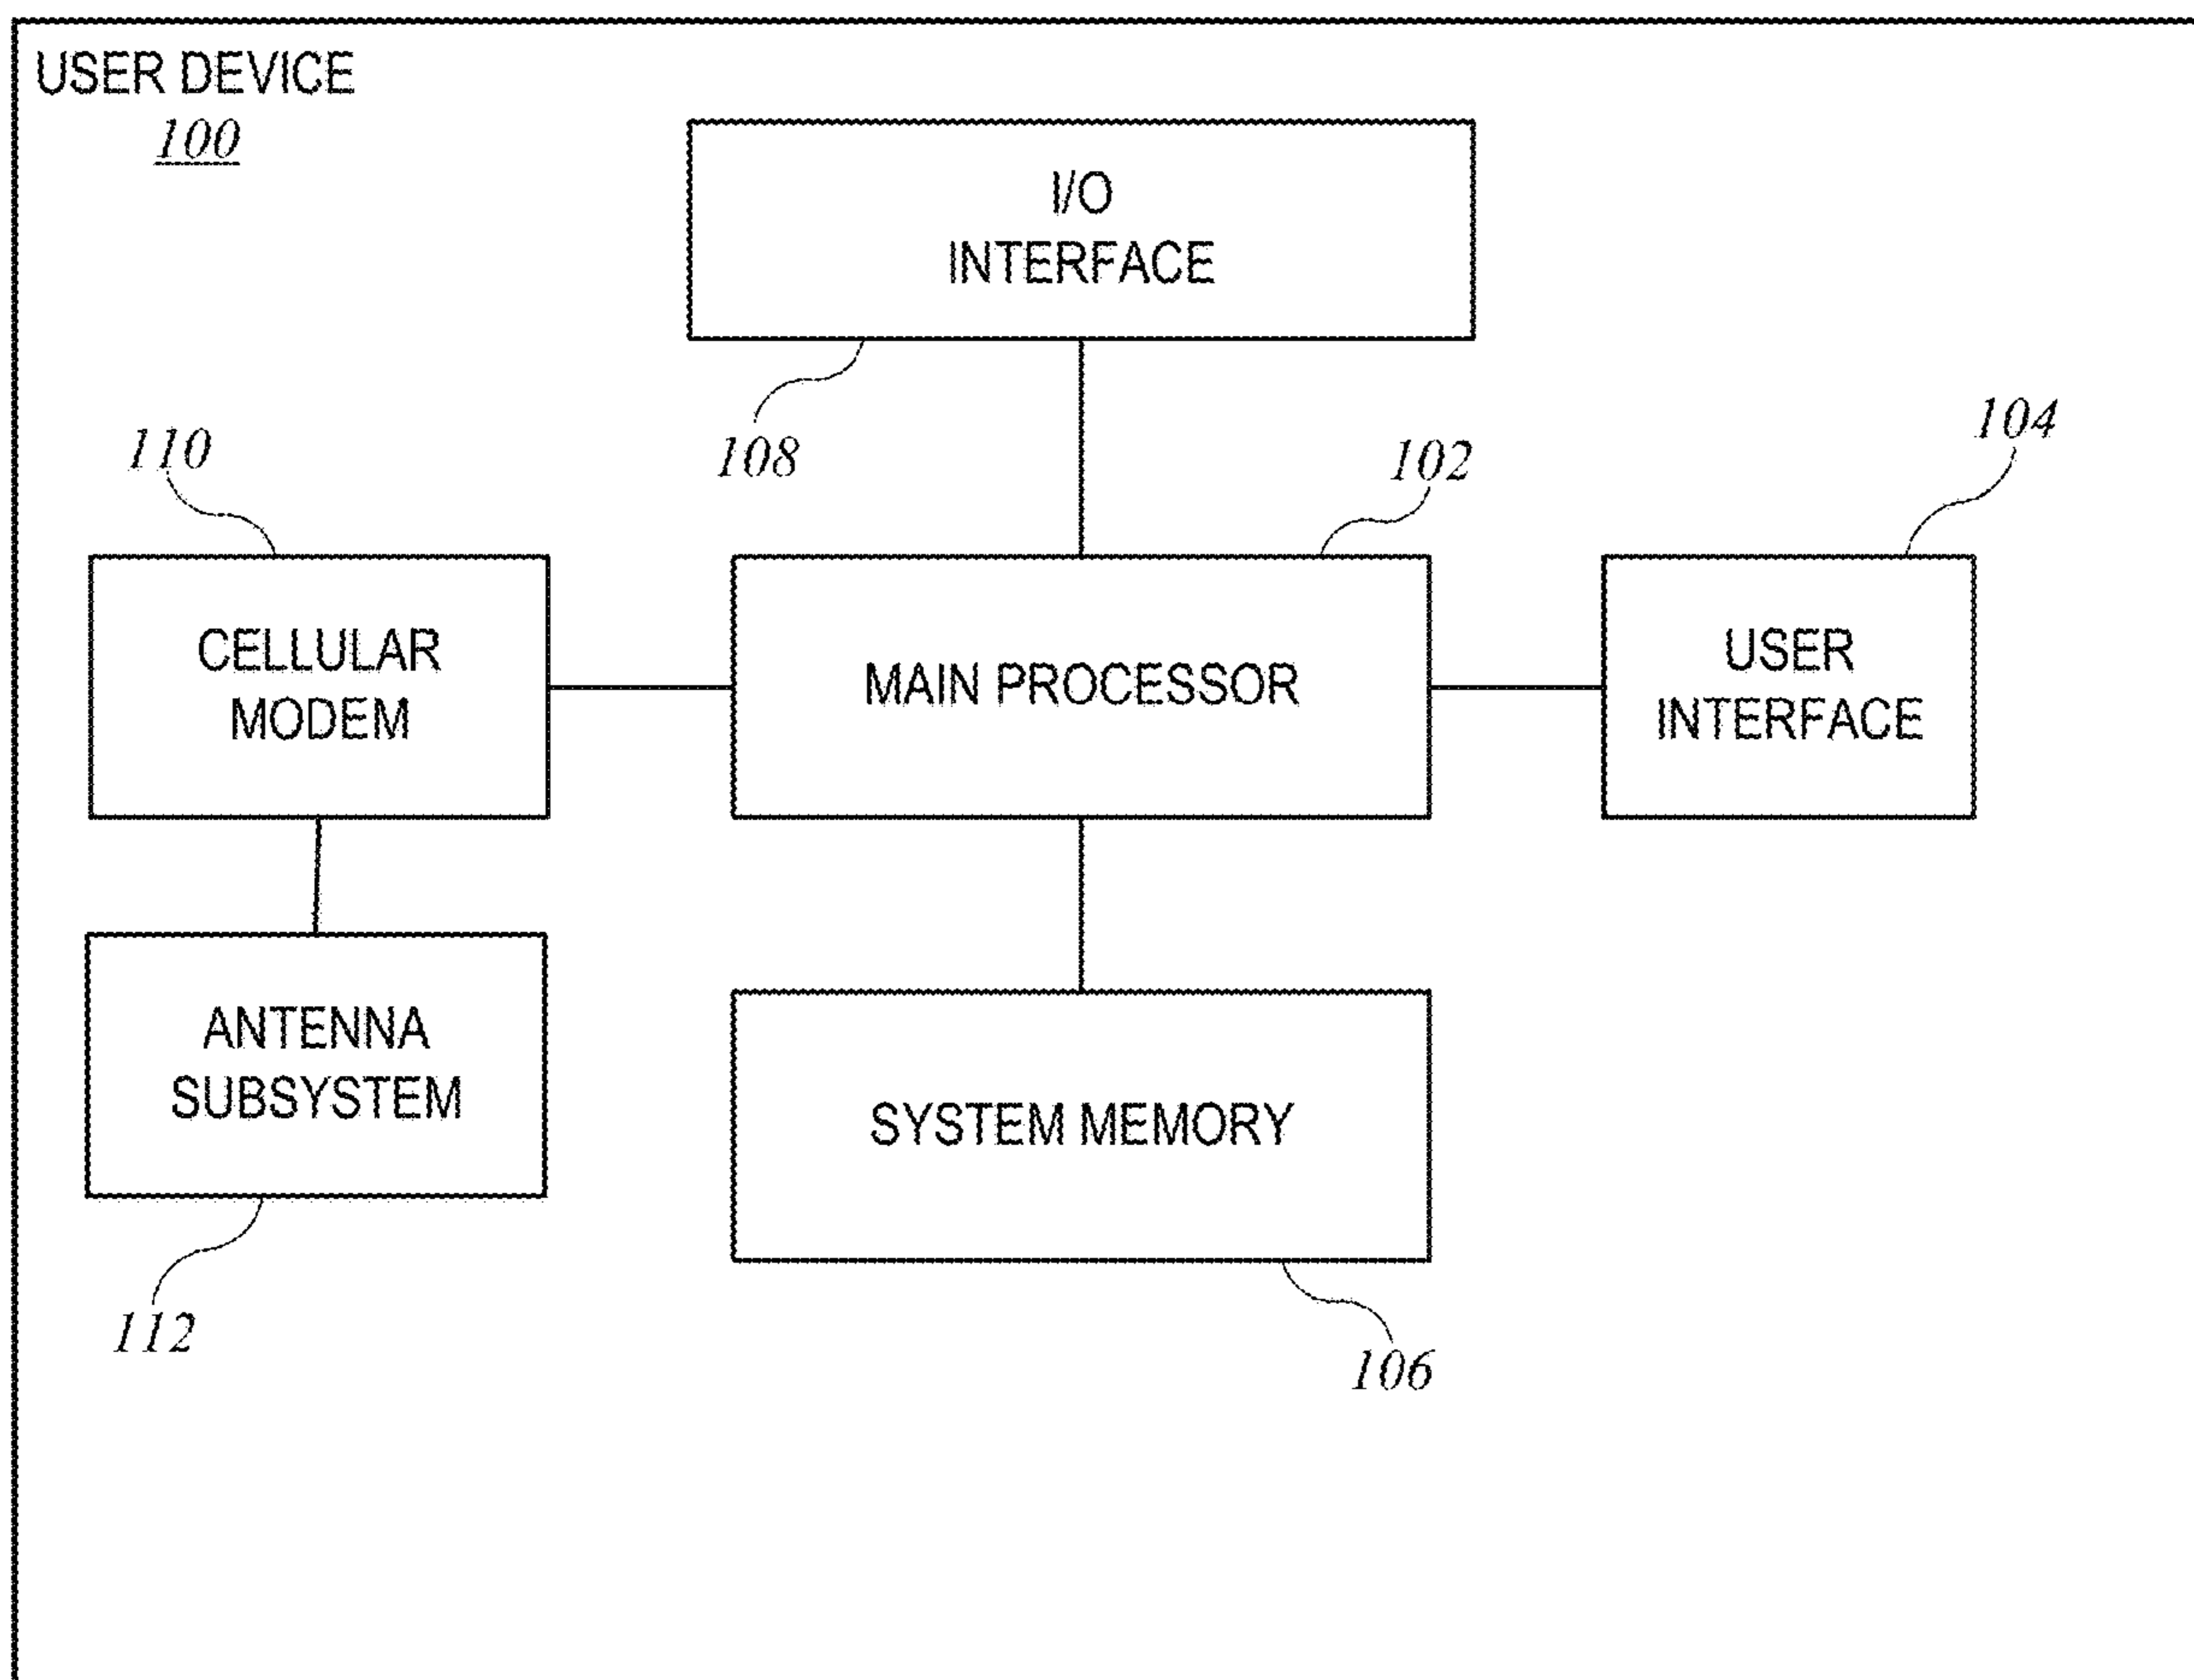 USER DEVICE
100
I/O
INTERFACE
108
110
102
104
CELLULAR
MODEM
MAIN PROCESSOR
USER
INTERFACE
ANTENNA
SUBSYSTEM
SYSTEM MEMORY
112
106